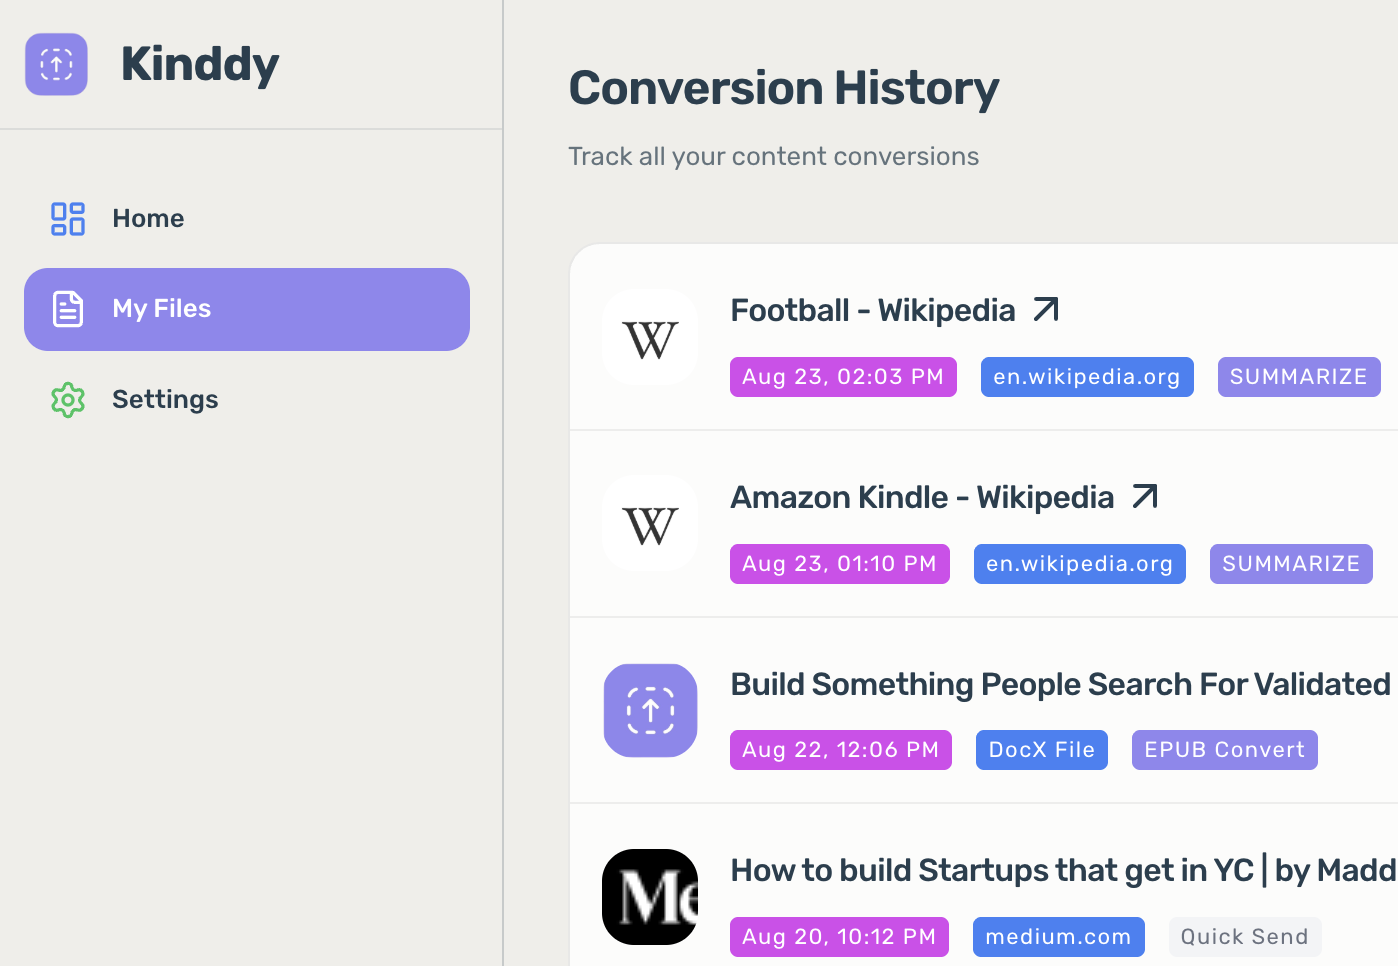 Kinddy
Home
My Files
Settings
Conversion History
Track all your content conversions
W
Football - Wikipedia
Aug 23, 02:03 PM en.wikipedia.org SUMMARIZE
W
Amazon Kindle - Wikipedia
Aug 23, 01:10 PM en.wikipedia.org SUMMARIZE
Build Something People Search For Validated
Aug 22, 12:06 PM DocX File EPUB Convert
Me
How to build Startups that get in YC | by Madd
Aug 20, 10:12 PM medium.com Quick Send